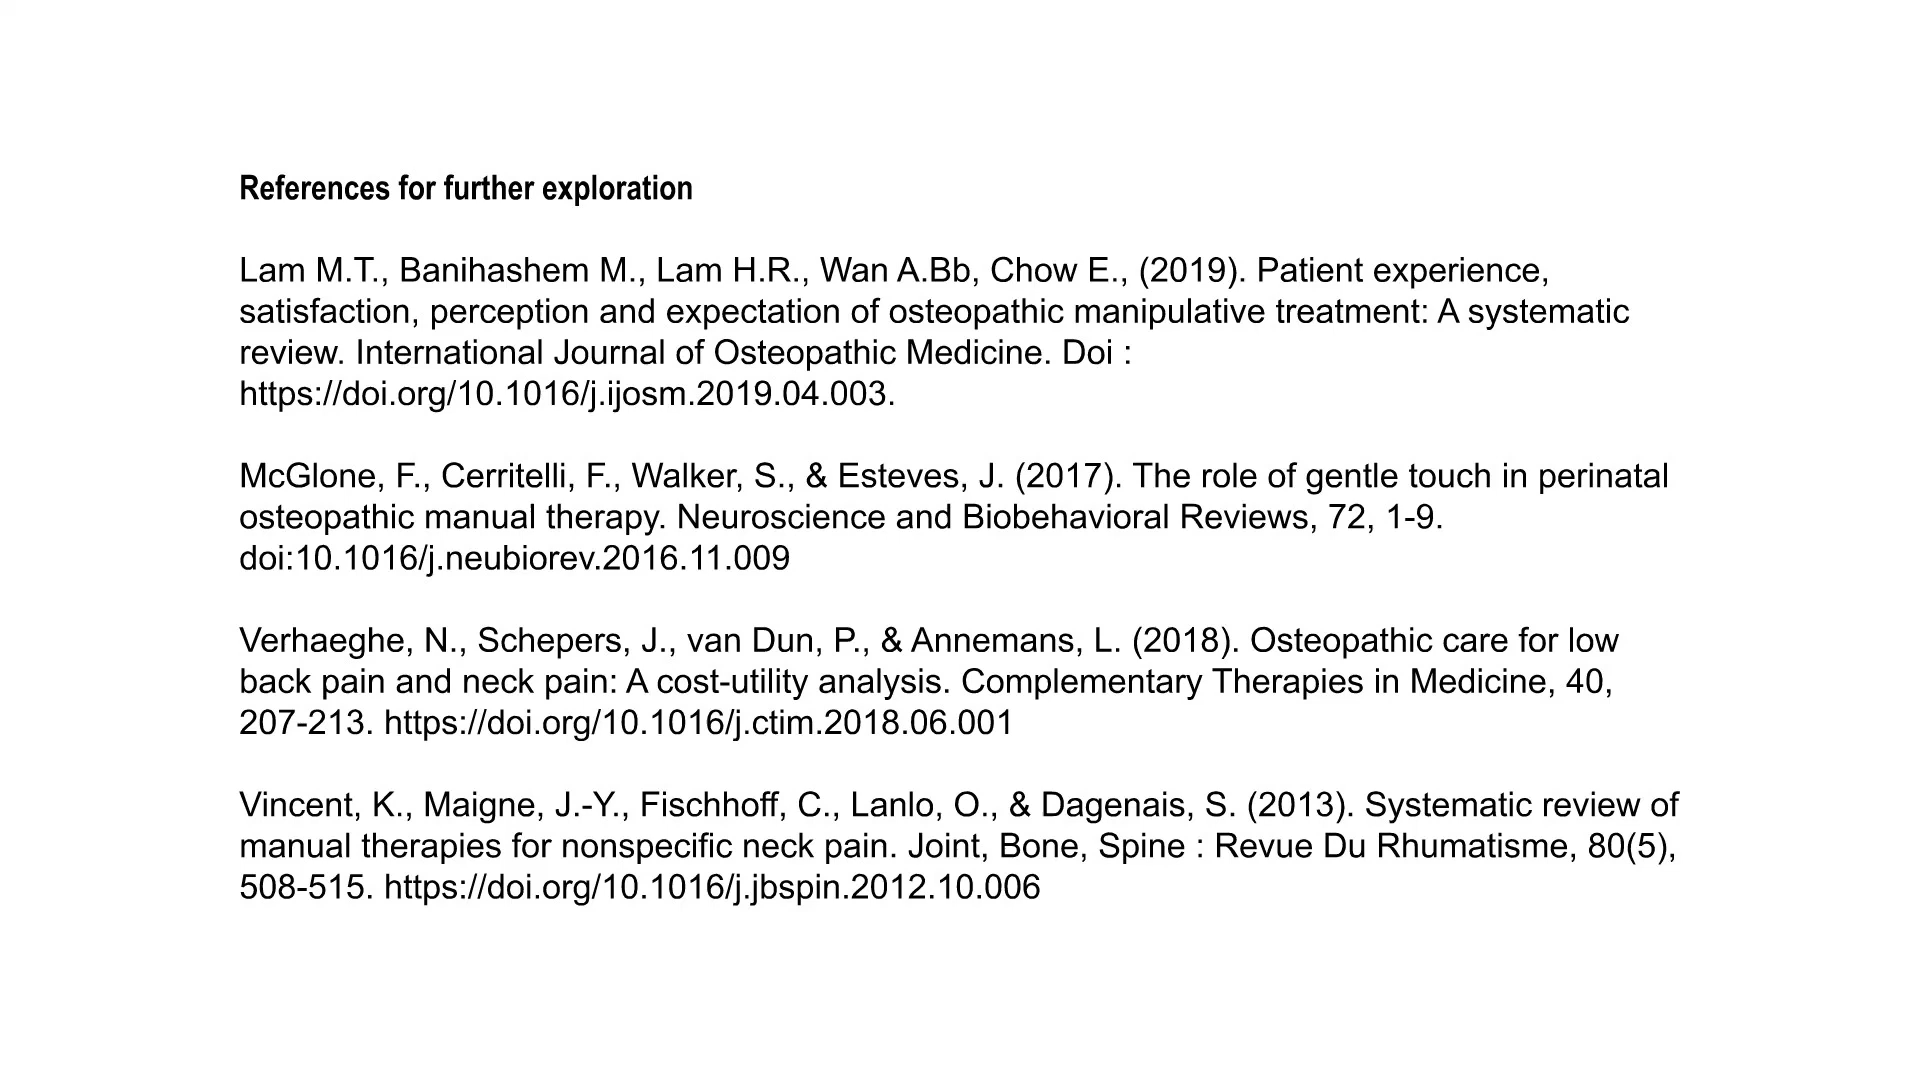 References for further exploration
Lam M.T., Banihashem M., Lam H.R., Wan A.Bb, Chow E., (2019). Patient experience,
satisfaction, perception and expectation of osteopathic manipulative treatment: A systematic
review. International Journal of Osteopathic Medicine. Doi :
https://doi.org/10.1016/j.ijosm.2019.04.003.
McGlone, F., Cerritelli, F., Walker, S., & Esteves, J. (2017). The role of gentle touch in perinatal
osteopathic manual therapy. Neuroscience and Biobehavioral Reviews, 72, 1-9.
doi:10.1016/j.neubiorev.2016.11.009
Verhaeghe, N., Schepers, J., van Dun, P., & Annemans, L. (2018). Osteopathic care for low
back pain and neck pain: A cost-utility analysis. Complementary Therapies in Medicine, 40,
207-213. https://doi.org/10.1016/j.ctim.2018.06.001
Vincent, K., Maigne, J.-Y., Fischhoff, C., Lanlo, O., & Dagenais, S. (2013). Systematic review of
manual therapies for nonspecific neck pain. Joint, Bone, Spine : Revue Du Rhumatisme, 80(5),
508-515. https://doi.org/10.1016/j.jbspin.2012.10.006